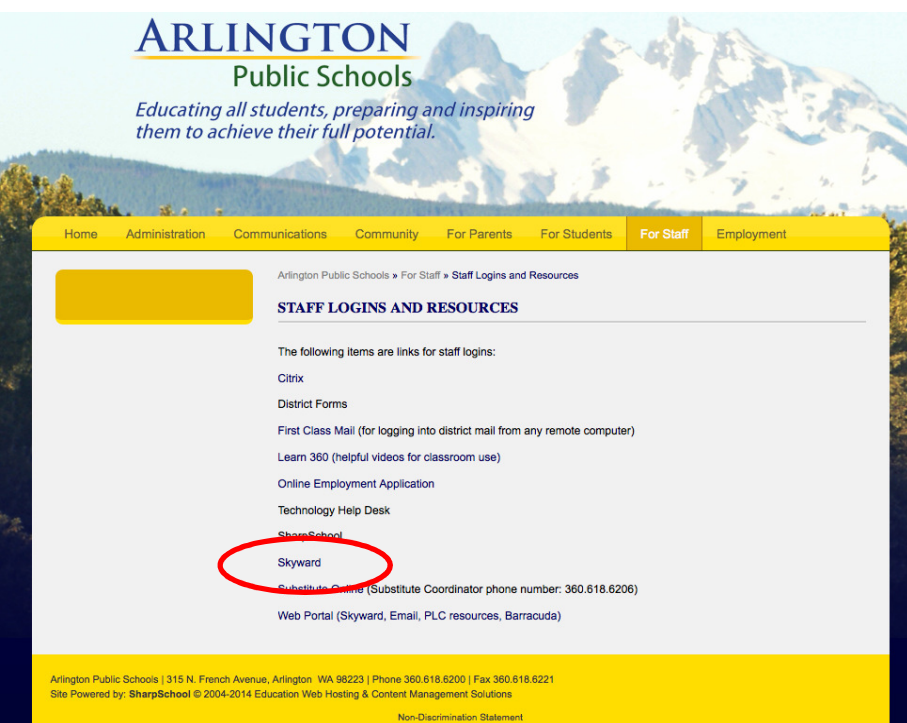 ARLINGTON
Public Schools
Educating all students, preparing and inspiring
them to achieve their full potential.
Home Administration Communications Community For Parents For Students For Staff Employment
Arlington Public Schools » For Staff » Staff Logins and Resources
STAFF LOGINS AND RESOURCES
The following items are links for staff logins:
Citrix
District Forms
First Class Mail (for logging into district mail from any remote computer)
Learn 360 (helpful videos for classroom use)
Online Employment Application
Technology Help Desk
SharpSchool
Skyward
Substitute Online (Substitute Coordinator phone number: 360.618.6206)
Web Portal (Skyward, Email, PLC resources, Barracuda)
Arlington Public Schools | 315 N. French Avenue, Arlington WA 98223 | Phone 360.618.6200 | Fax 360.618.6221
Site Powered by: SharpSchool © 2004-2014 Education Web Hosting & Content Management Solutions
Non-Discrimination Statement